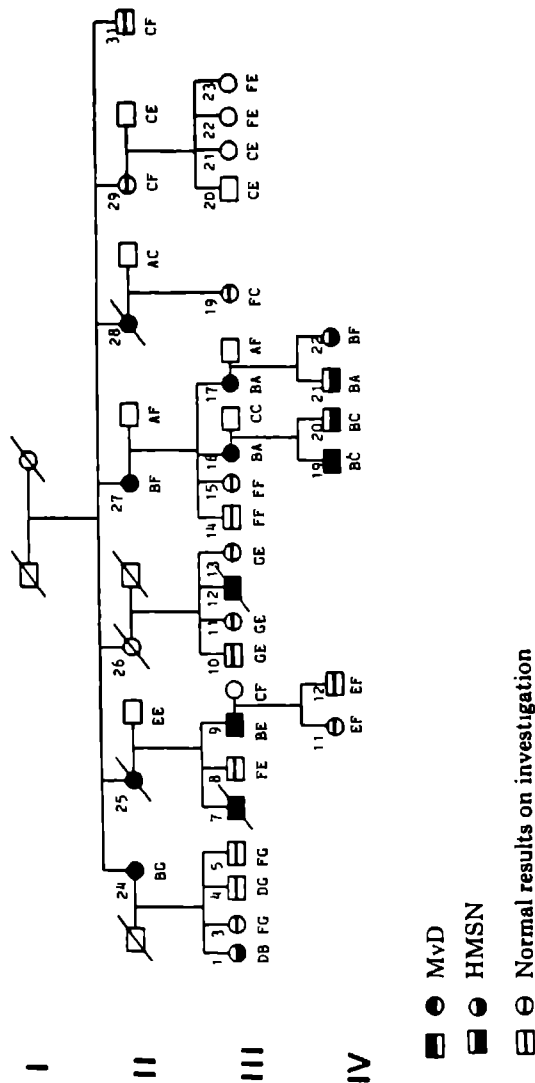 I
II
24 25 26 27 28 29 31
BG EE BF AF AC CF CE CF
III
1 3 4 5 7 8 9 10 11 12 13 14 15 16 17 19 20 21 22 23
DB FG DG FG FE BE CF GE GE GE FF FF BA CC BA AF FC CE CE FE FE
IV
11 12 19 20 21 22
EF EF BC BC BA BF
MvD
HMSN
Normal results on investigation